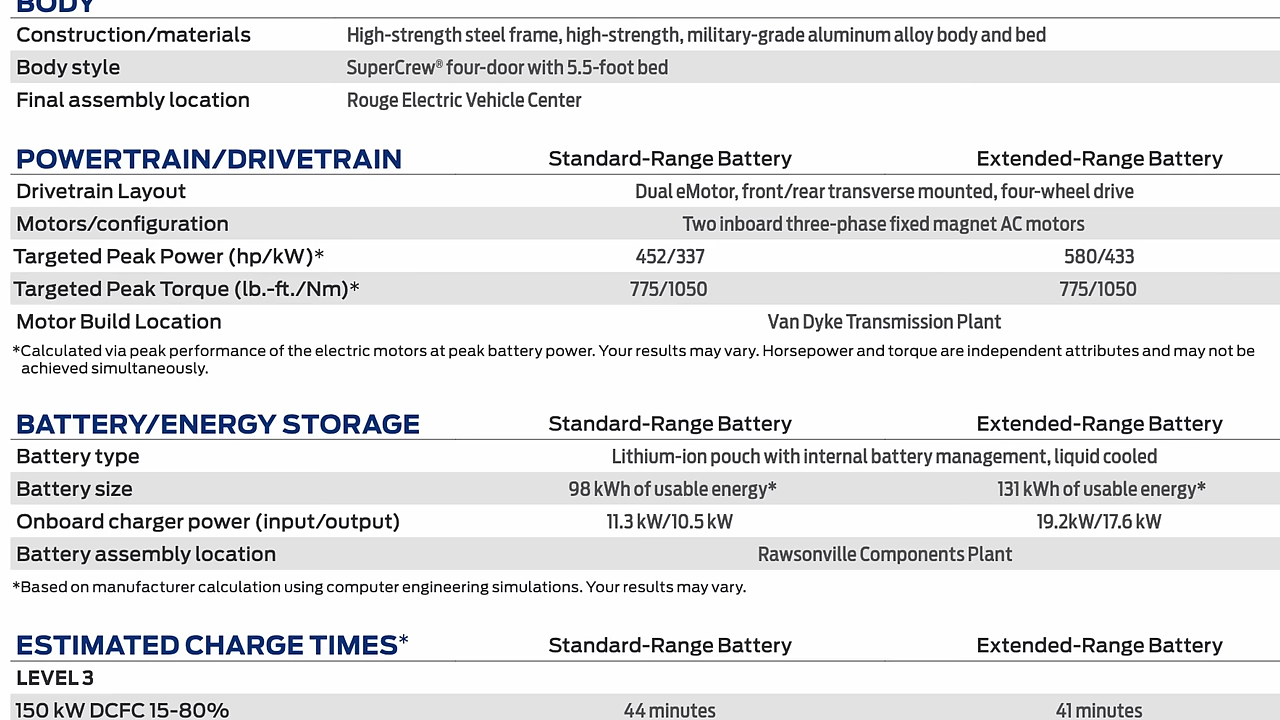 BODY
Construction/materials High-strength steel frame, high-strength, military-grade aluminum alloy body and bed
Body style SuperCrew® four-door with 5.5-foot bed
Final assembly location Rouge Electric Vehicle Center
POWERTRAIN/DRIVETRAIN Standard-Range Battery Extended-Range Battery
Drivetrain Layout Dual eMotor, front/rear transverse mounted, four-wheel drive
Motors/configuration Two inboard three-phase fixed magnet AC motors
Targeted Peak Power (hp/kW)* 452/337 580/433
Targeted Peak Torque (lb.-ft./Nm)* 775/1050 775/1050
Motor Build Location Van Dyke Transmission Plant
*Calculated via peak performance of the electric motors at peak battery power. Your results may vary. Horsepower and torque are independent attributes and may not be
achieved simultaneously.
BATTERY/ENERGY STORAGE Standard-Range Battery Extended-Range Battery
Battery type Lithium-ion pouch with internal battery management, liquid cooled
Battery size 98 kWh of usable energy* 131 kWh of usable energy*
Onboard charger power (input/output) 11.3 kW/10.5 kW 19.2kW/17.6 kW
Battery assembly location Rawsonville Components Plant
*Based on manufacturer calculation using computer engineering simulations. Your results may vary.
ESTIMATED CHARGE TIMES* Standard-Range Battery Extended-Range Battery
LEVEL 3
150 kW DCFC 15-80% 44 minutes 41 minutes